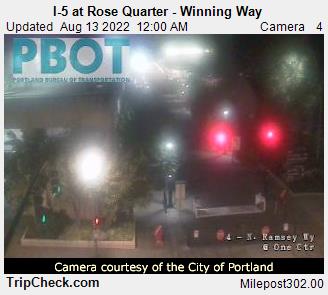 I-5 at Rose Quarter - Winning Way
Updated Aug 13 2022 12:00 AM Camera 4
PBOT
PORTLAND BUREAU OF TRANSPORTATION
4 - N. Ramsey Wy
@ One Ctr
Camera courtesy of the City of Portland
TripCheck.com Milepost302.00